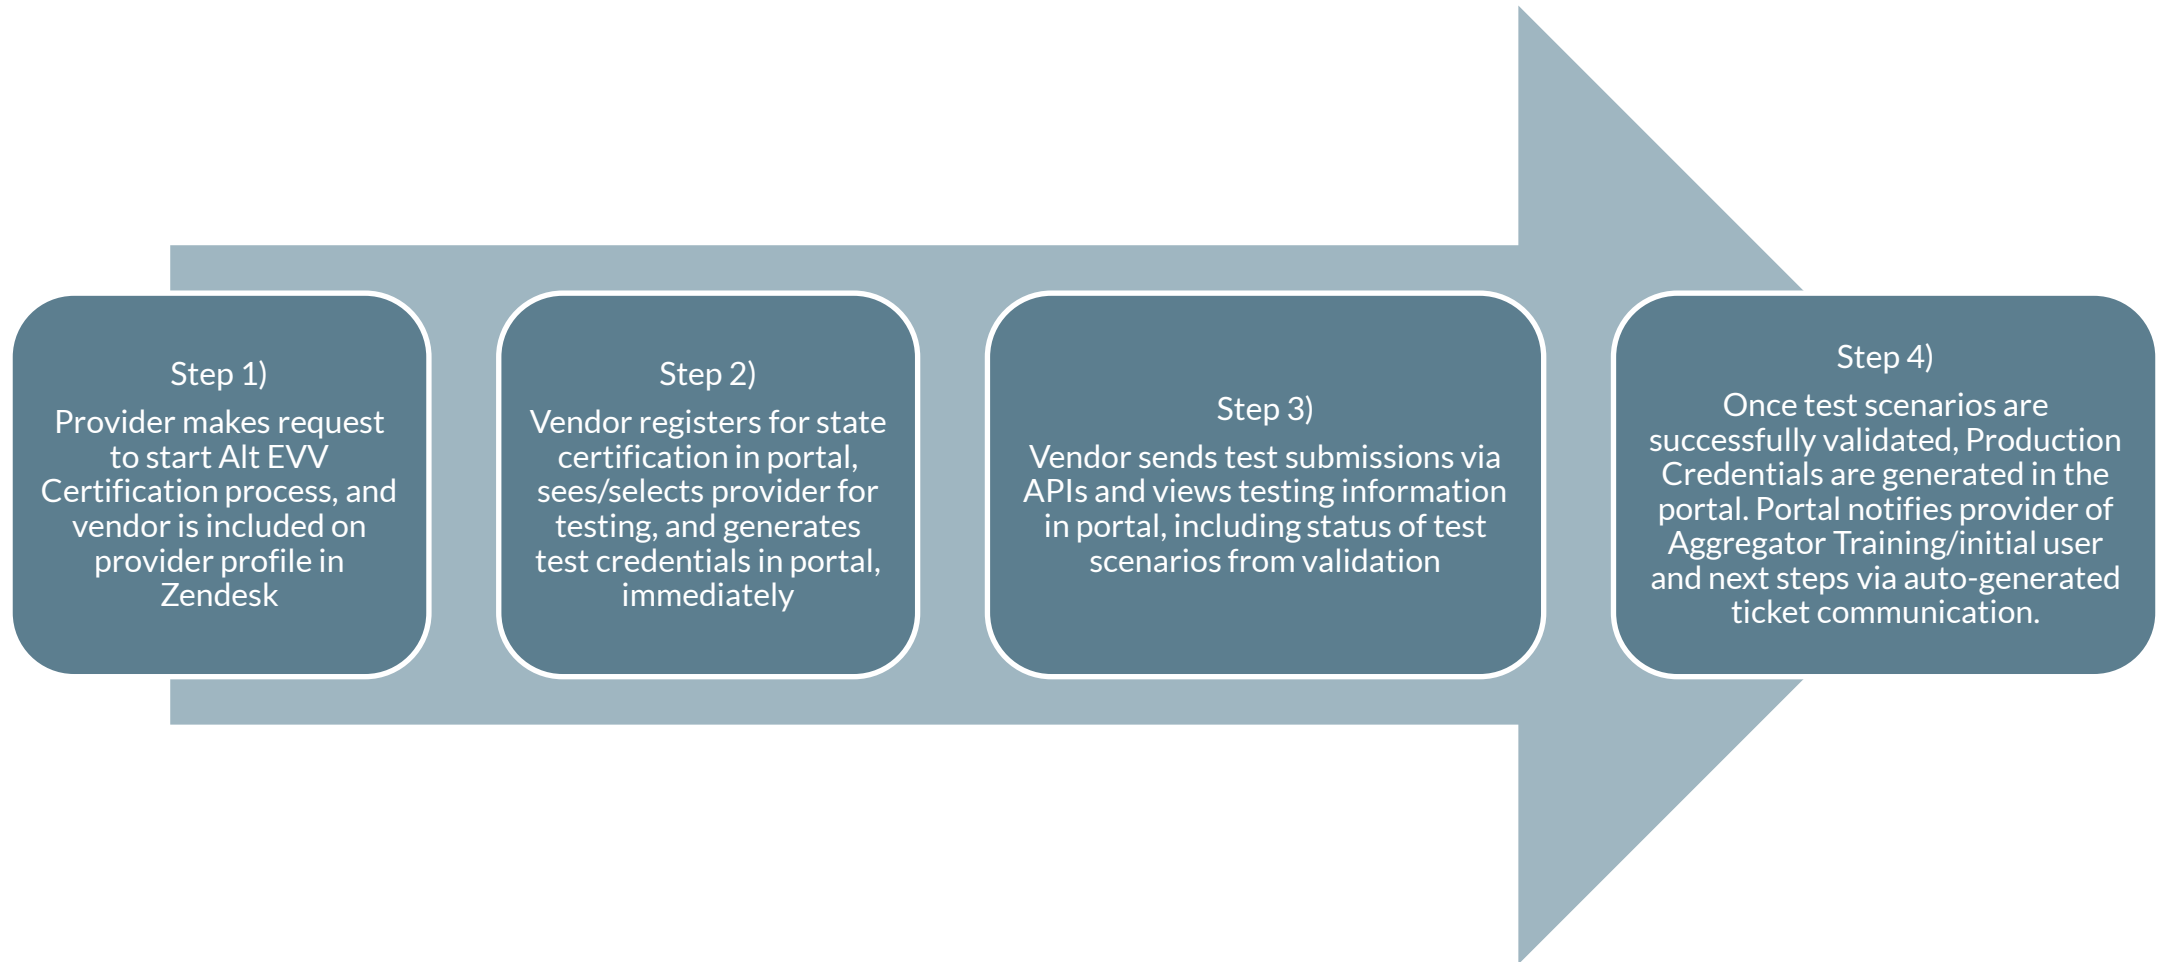 Step 1)
Provider makes request
to start Alt EVV
Certification process, and
vendor is included on
provider profile in
Zendesk
Step 2)
Vendor registers for state
certification in portal,
sees/selects provider for
testing, and generates
test credentials in portal,
immediately
Step 3)
Vendor sends test submissions via
APIs and views testing information
in portal, including status of test
scenarios from validation
Step 4)
Once test scenarios are
successfully validated, Production
Credentials are generated in the
portal. Portal notifies provider of
Aggregator Training/initial user
and next steps via auto-generated
ticket communication.